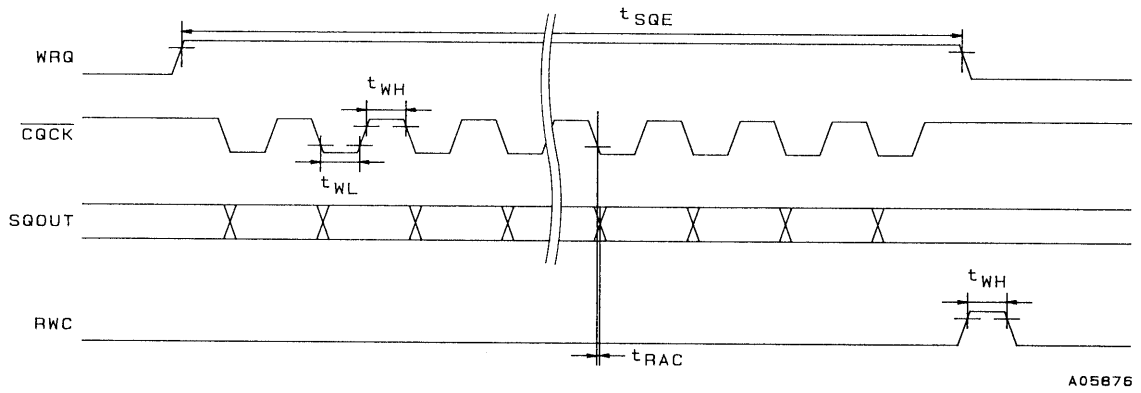 tSQE
WRQ
tWH
CQCK
tWL
SQOUT
tWH
RWC
tRAC
A05876